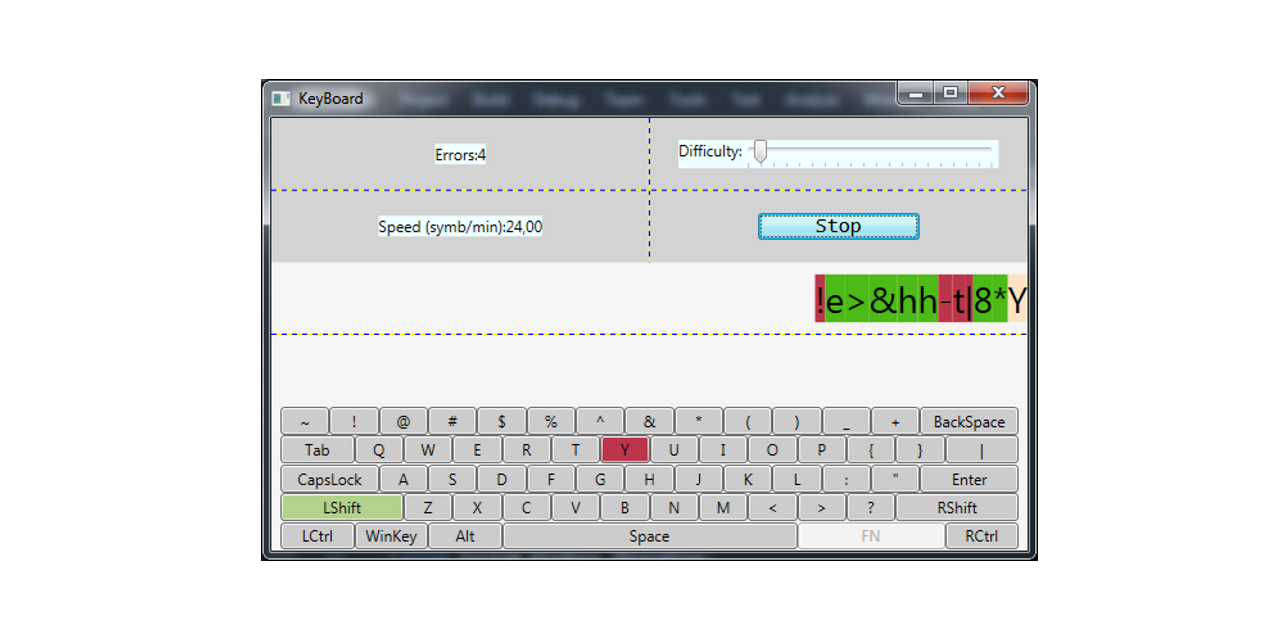 KeyBoard
Errors:4
Difficulty:
Speed (symb/min):24,00
Stop
!e>&hh-t|8*Y
~ ! @ # $ % ^ & * ( ) _ + BackSpace
Tab Q W E R T Y U I O P { } |
CapsLock A S D F G H J K L : " Enter
LShift Z X C V B N M < > ? RShift
LCtrl WinKey Alt Space FN RCtrl